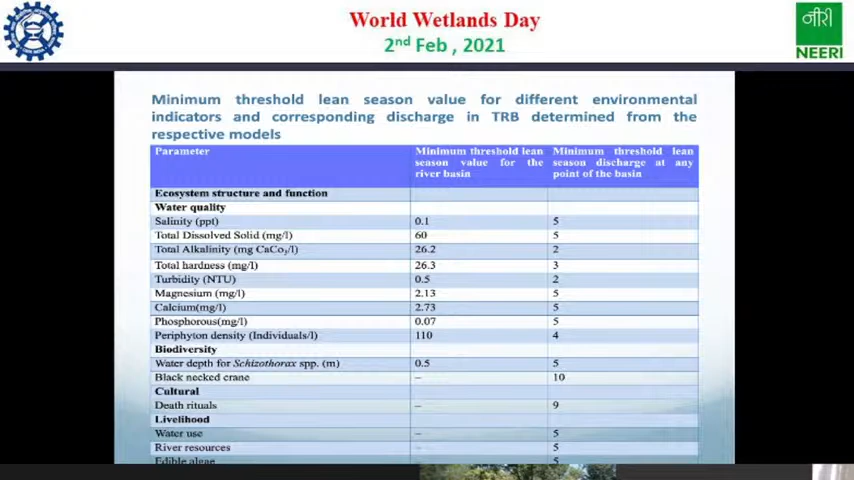 World Wetlands Day
2nd Feb , 2021
नीरी
NEERI
Minimum threshold lean season value for different environmental
indicators and corresponding discharge in TRB determined from the
respective models
Parameter Minimum threshold lean season value for the river basin Minimum threshold lean season discharge at any point of the basin
Ecosystem structure and function
Water quality
Salinity (ppt) 0.1 5
Total Dissolved Solid (mg/l) 60 5
Total Alkalinity (mg CaCo3/l) 26.2 2
Total hardness (mg/l) 26.3 3
Turbidity (NTU) 0.5 2
Magnesium (mg/l) 2.13 5
Calcium(mg/l) 2.73 5
Phosphorous(mg/l) 0.07 5
Periphyton density (Individuals/l) 110 4
Biodiversity
Water depth for Schizothorax spp. (m) 0.5 5
Black necked crane – 10
Cultural
Death rituals – 9
Livelihood
Water use – 5
River resources – 5
Edible algae 5